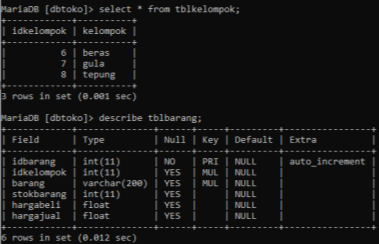 MariaDB [dbtoko]> select * from tblkelompok;
+------------+----------+
| idkelompok | kelompok |
+------------+----------+
|          6 | beras    |
|          7 | gula     |
|          8 | tepung   |
+------------+----------+
3 rows in set (0.001 sec)
MariaDB [dbtoko]> describe tblbarang;
+------------+--------------+------+-----+---------+----------------+
| Field      | Type         | Null | Key | Default | Extra          |
+------------+--------------+------+-----+---------+----------------+
| idbarang   | int(11)      | NO   | PRI | NULL    | auto_increment |
| idkelompok | int(11)      | YES  | MUL | NULL    |                |
| barang     | varchar(200) | YES  | MUL | NULL    |                |
| stokbarang | int(11)      | YES  |     | NULL    |                |
| hargabeli  | float        | YES  |     | NULL    |                |
| hargajual  | float        | YES  |     | NULL    |                |
+------------+--------------+------+-----+---------+----------------+
6 rows in set (0.012 sec)